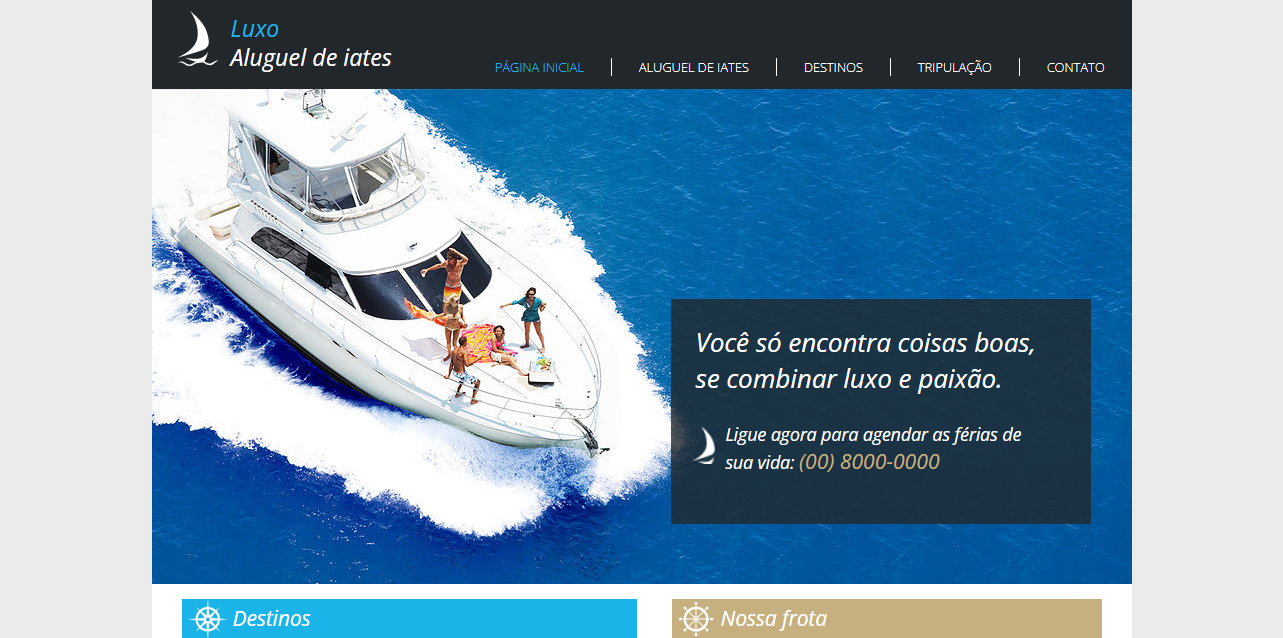 Luxo
Aluguel de iates
PÁGINA INICIAL
ALUGUEL DE IATES
DESTINOS
TRIPULAÇÃO
CONTATO
Você só encontra coisas boas,
se combinar luxo e paixão.
Ligue agora para agendar as férias de
sua vida: (00) 8000-0000
Destinos
Nossa frota